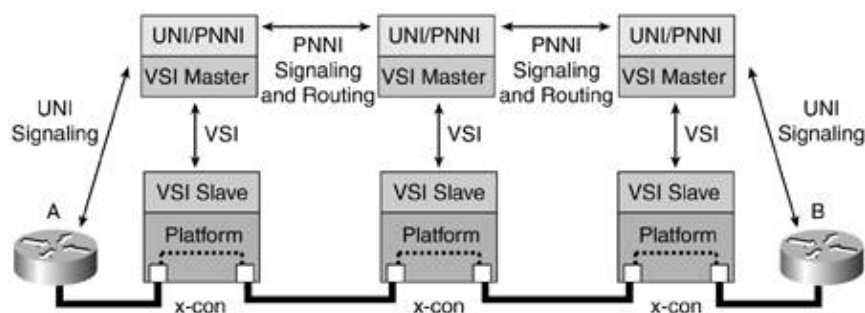 UNI/PNNI
PNNI
Signaling
and Routing
UNI/PNNI
PNNI
Signaling
and Routing
UNI/PNNI
VSI Master
VSI Master
VSI Master
UNI
Signaling
VSI
VSI
VSI
UNI
Signaling
A
VSI Slave
VSI Slave
VSI Slave
B
Platform
Platform
Platform
x-con
x-con
x-con